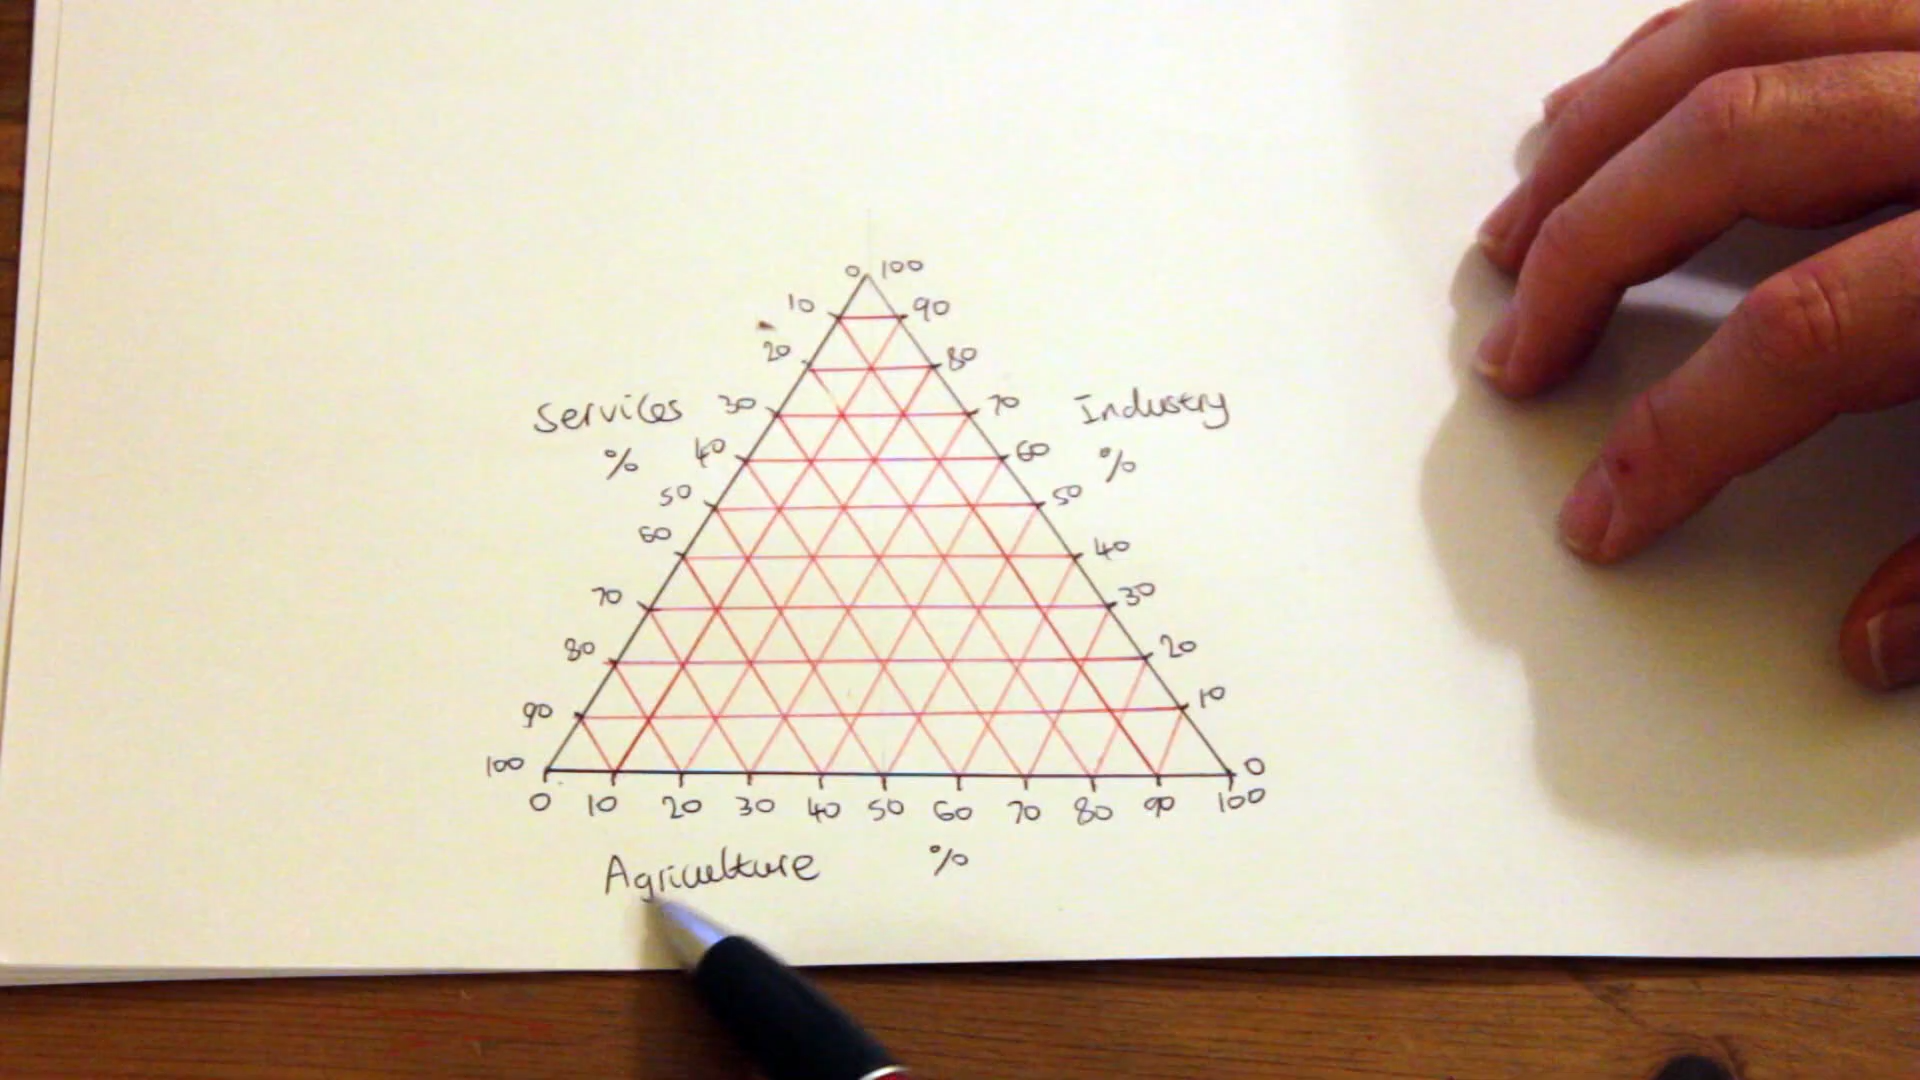 0 100
10 90
20 80
Services 30 70 Industry
% 40 60 %
50 50
60 40
70 30
80 20
90 10
100 0
0 10 20 30 40 50 60 70 80 90 100
Agriculture %